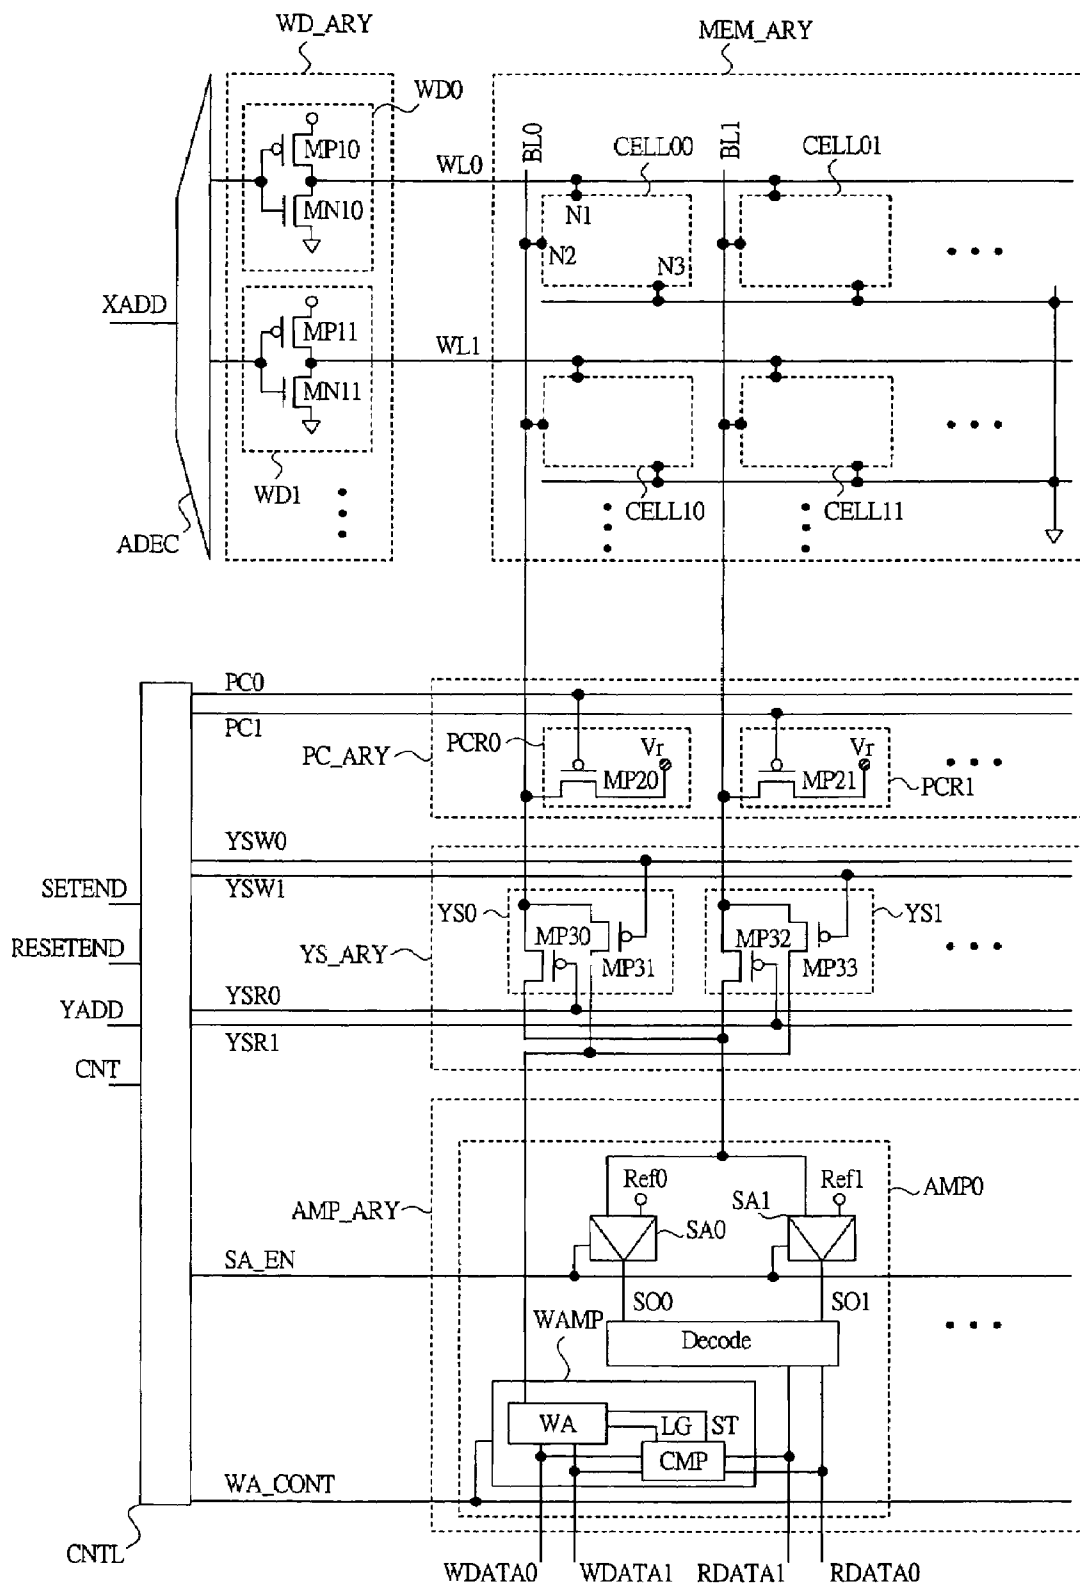 WD_ARY
MEM_ARY
WD0
BL0
BL1
CELL00
CELL01
MP10
WL0
MN10
N1
N2
N3
XADD
MP11
WL1
MN11
WD1
CELL10
CELL11
ADEC
PC0
PC1
PCR0
Vr
Vr
PC_ARY
MP20
MP21
PCR1
YSW0
SETEND
YSW1
YS0
YS1
RESETEND
MP30
MP32
YS_ARY
MP31
MP33
YADD
YSR0
YSR1
CNT
Ref0
Ref1
AMP0
AMP_ARY
SA1
SA0
SA_EN
SO0
SO1
WAMP
Decode
WA
LG
ST
CMP
WA_CONT
CNTL
WDATA0
WDATA1
RDATA1
RDATA0